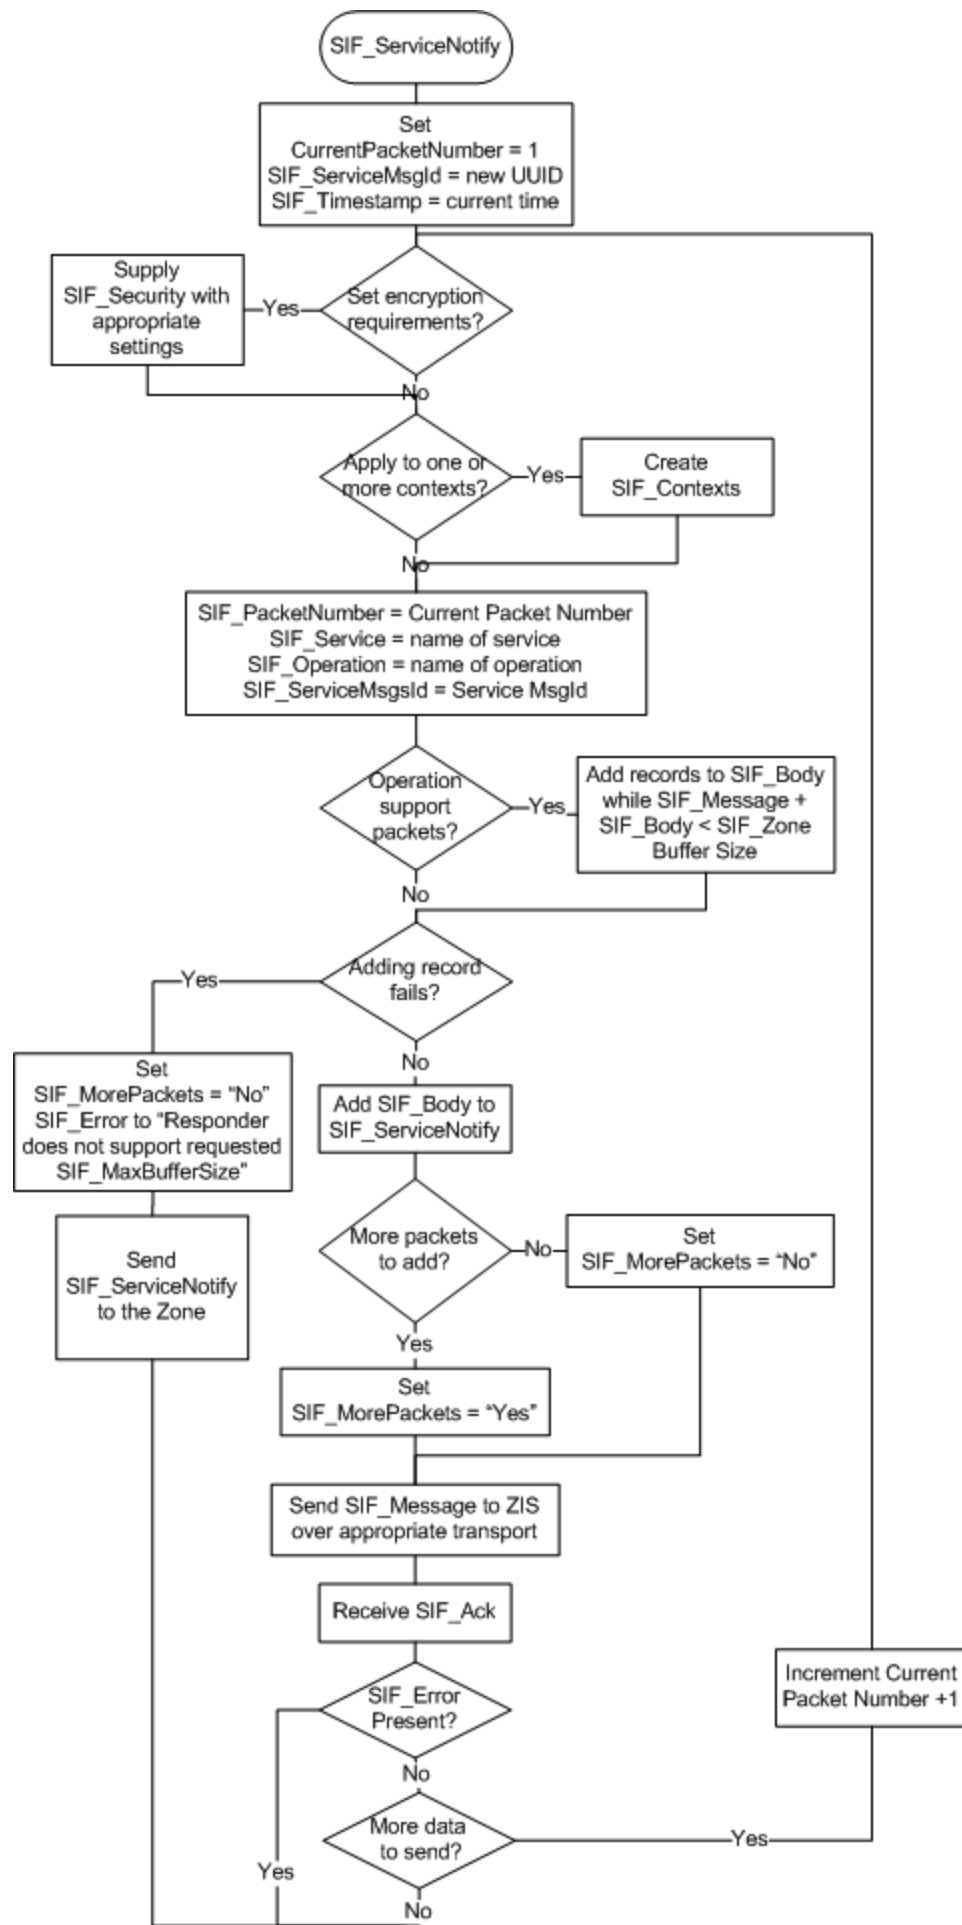 SIF_ServiceNotify
Set
CurrentPacketNumber = 1
SIF_ServiceMsgId = new UUID
SIF_Timestamp = current time
Supply
SIF_Security with
appropriate
settings
Yes
Set encryption
requirements?
No
Apply to one or
more contexts?
Yes
Create
SIF_Contexts
No
SIF_PacketNumber = Current Packet Number
SIF_Service = name of service
SIF_Operation = name of operation
SIF_ServiceMsgsId = Service MsgId
Operation
support
packets?
Yes
Add records to SIF_Body
while SIF_Message +
SIF_Body < SIF_Zone
Buffer Size
No
Adding record
fails?
Yes
No
Set
SIF_MorePackets = “No”
SIF_Error to “Responder
does not support requested
SIF_MaxBufferSize”
Add SIF_Body to
SIF_ServiceNotify
Send
SIF_ServiceNotify
to the Zone
More packets
to add?
No
Set
SIF_MorePackets = “No”
Yes
Set
SIF_MorePackets = “Yes”
Send SIF_Message to ZIS
over appropriate transport
Receive SIF_Ack
SIF_Error
Present?
Increment Current
Packet Number +1
No
More data
to send?
Yes
Yes
No